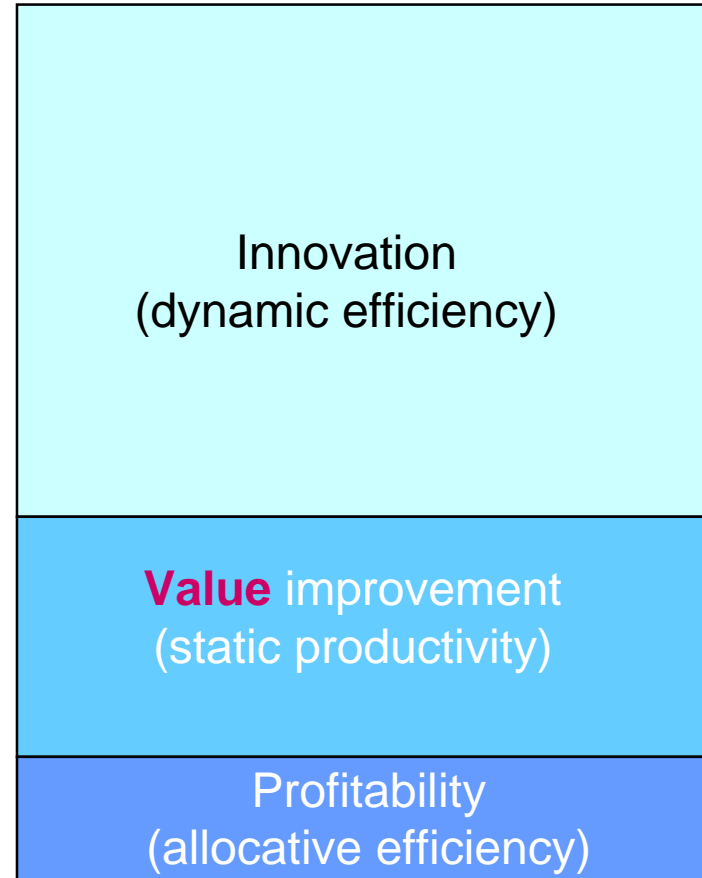 Innovation
(dynamic efficiency)
Value improvement
(static productivity)
Profitability
(allocative efficiency)